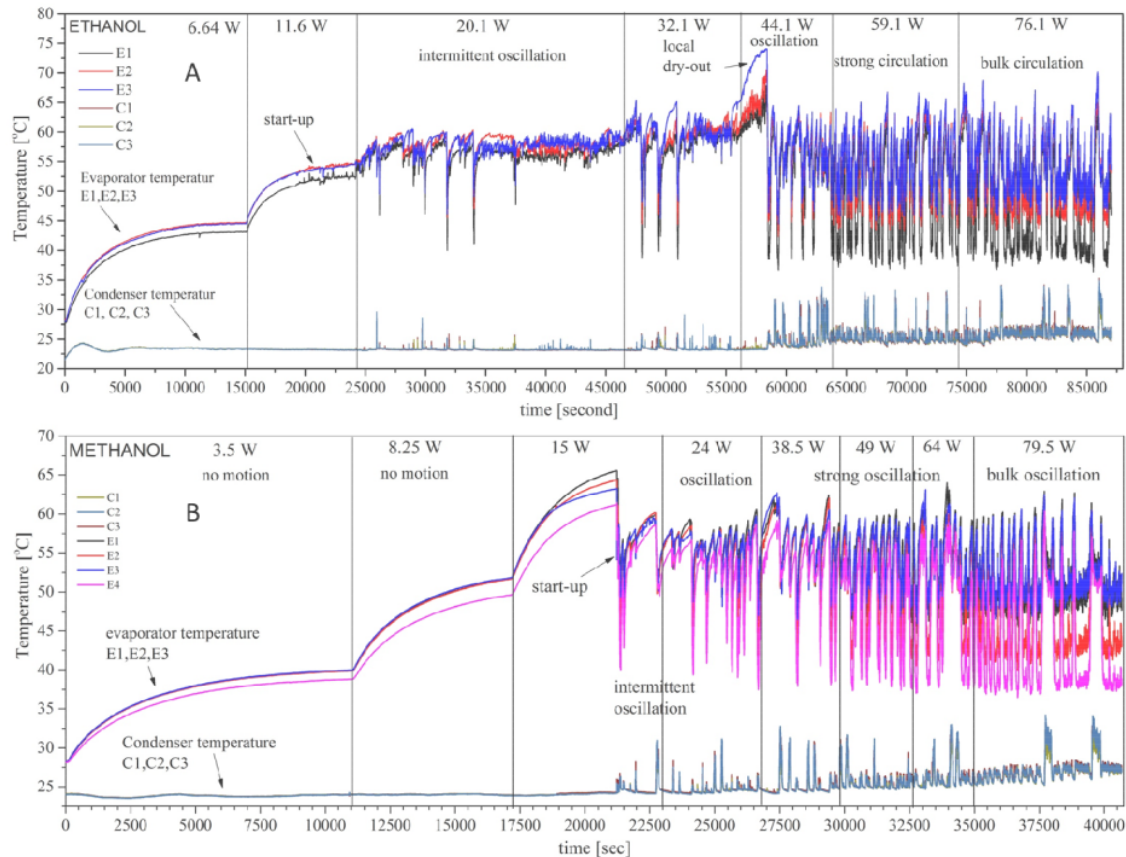 ETHANOL
6.64 W 11.6 W 20.1 W 32.1 W 44.1 W 59.1 W 76.1 W
E1
E2
E3
C1
C2
C3
A
intermittent oscillation
local
dry-out
oscillation
strong circulation
bulk circulation
start-up
Evaporator temperatur
E1,E2,E3
Condenser temperatur
C1, C2, C3
Temperature [°C]
80
75
70
65
60
55
50
45
40
35
30
25
20
0 5000 10000 15000 20000 25000 30000 35000 40000 45000 50000 55000 60000 65000 70000 75000 80000 85000
time [second]
METHANOL
3.5 W 8.25 W 15 W 24 W 38.5 W 49 W 64 W 79.5 W
no motion
no motion
oscillation
strong oscillation
bulk oscillation
C1
C2
C3
E1
E2
E3
E4
B
start-up
evaporator temperature
E1,E2,E3
intermittent
oscillation
Condenser temperature
C1,C2,C3
Temperature [°C]
70
65
60
55
50
45
40
35
30
25
0 2500 5000 7500 10000 12500 15000 17500 20000 22500 25000 27500 30000 32500 35000 37500 40000
time [sec]